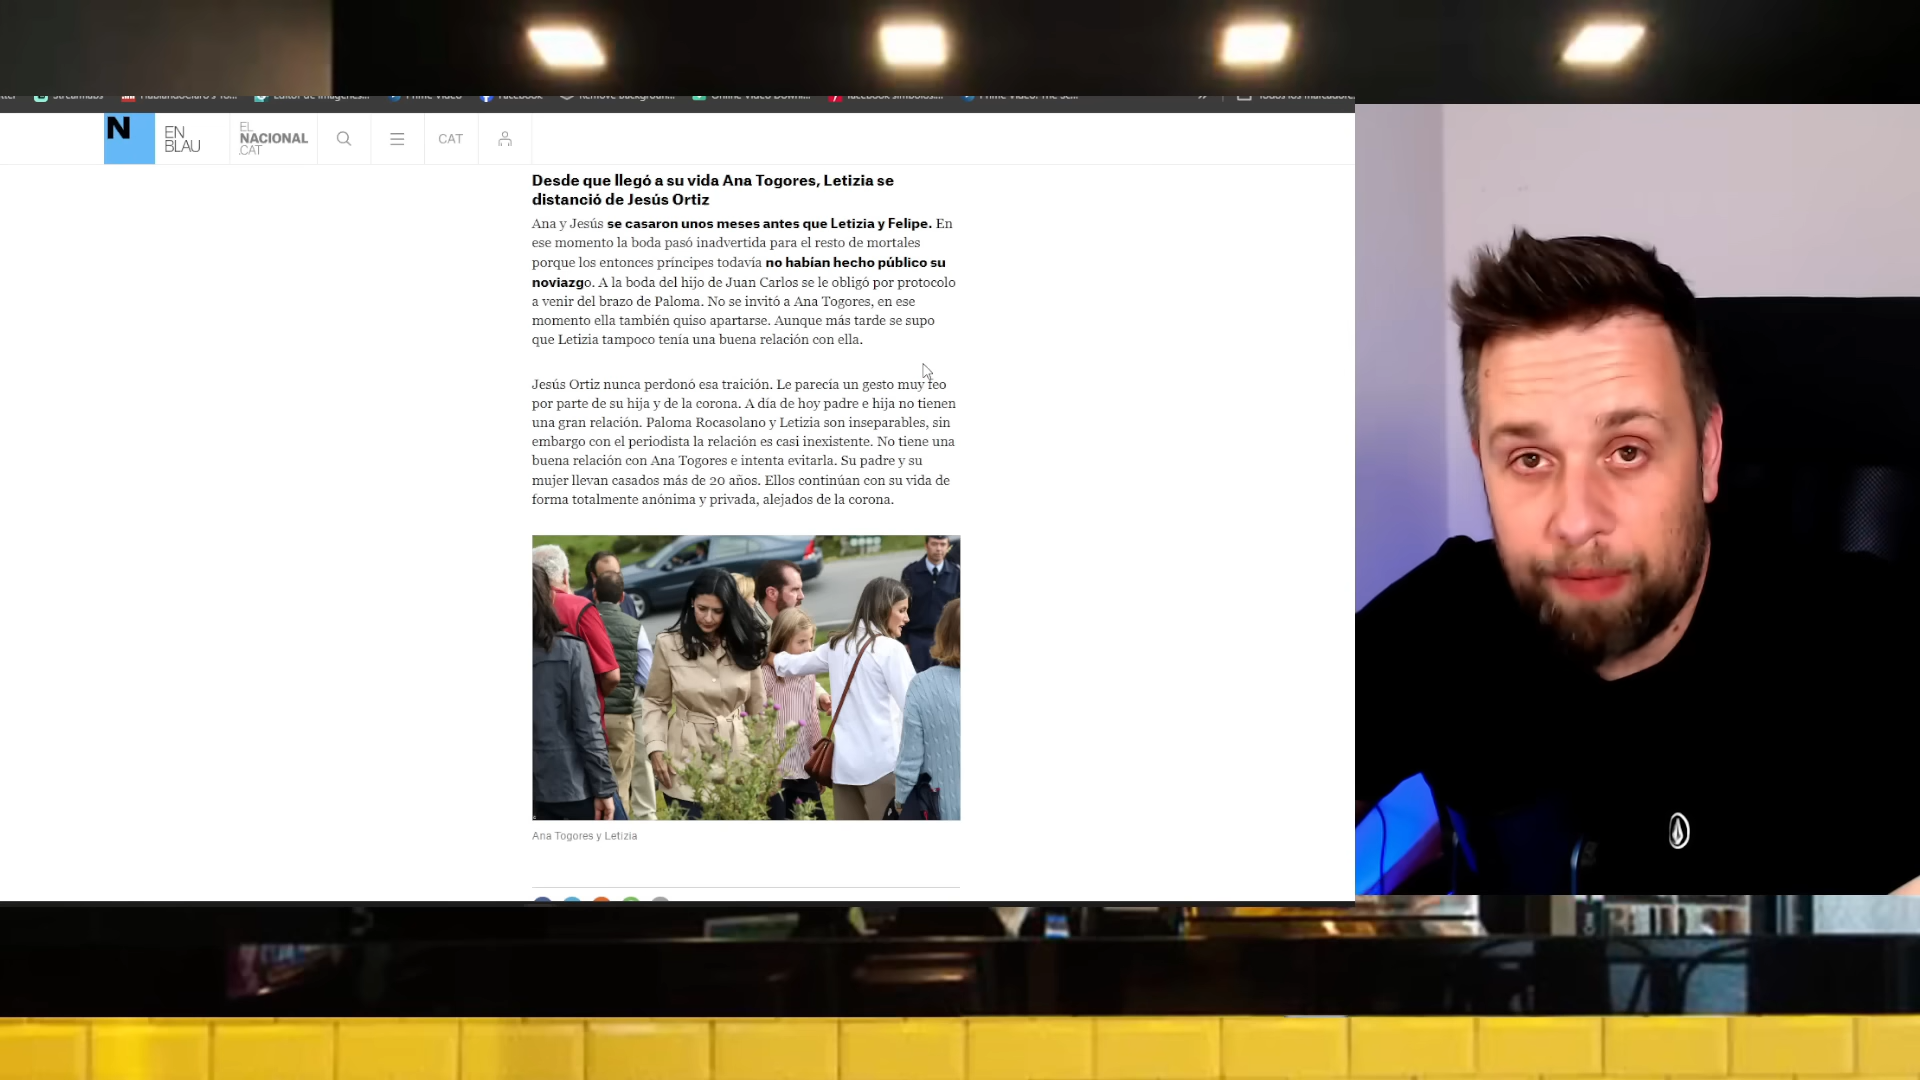 Facebook
N
EN
BLAU
EL
NACIONAL
.CAT
CAT
Desde que llegó a su vida Ana Togores, Letizia se
distanció de Jesús Ortiz
Ana y Jesús se casaron unos meses antes que Letizia y Felipe. En
ese momento la boda pasó inadvertida para el resto de mortales
porque los entonces príncipes todavía no habían hecho público su
noviazgo. A la boda del hijo de Juan Carlos se le obligó por protocolo
a venir del brazo de Paloma. No se invitó a Ana Togores, en ese
momento ella también quiso apartarse. Aunque más tarde se supo
que Letizia tampoco tenía una buena relación con ella.
Jesús Ortiz nunca perdonó esa traición. Le parecía un gesto muy feo
por parte de su hija y de la corona. A día de hoy padre e hija no tienen
una gran relación. Paloma Rocasolano y Letizia son inseparables, sin
embargo con el periodista la relación es casi inexistente. No tiene una
buena relación con Ana Togores e intenta evitarla. Su padre y su
mujer llevan casados más de 20 años. Ellos continúan con su vida de
forma totalmente anónima y privada, alejados de la corona.
Ana Togores y Letizia